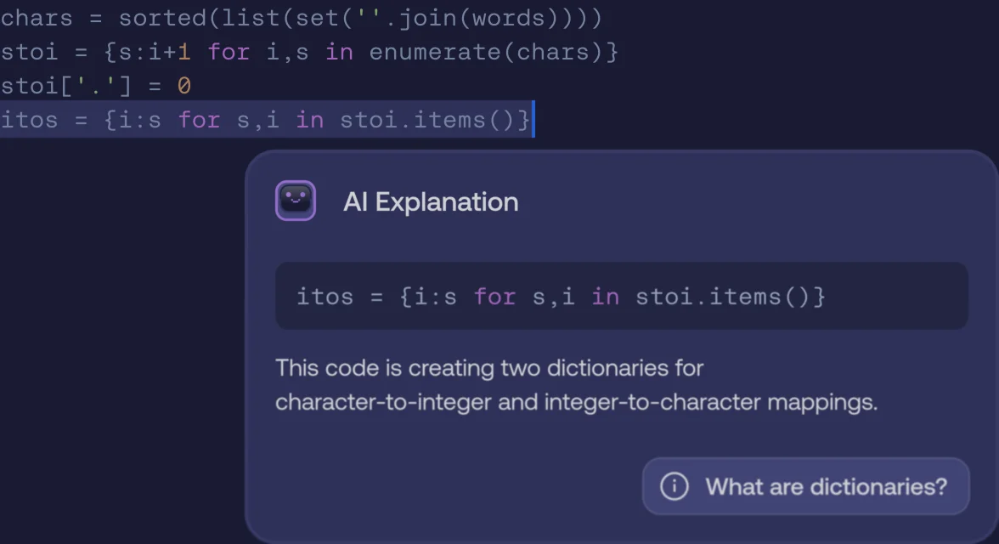 chars = sorted(list(set(''.join(words))))
stoi = {s:i+1 for i,s in enumerate(chars)}
stoi['.'] = 0
itos = {i:s for s,i in stoi.items()}
AI Explanation
itos = {i:s for s,i in stoi.items()}
This code is creating two dictionaries for
character-to-integer and integer-to-character mappings.
What are dictionaries?